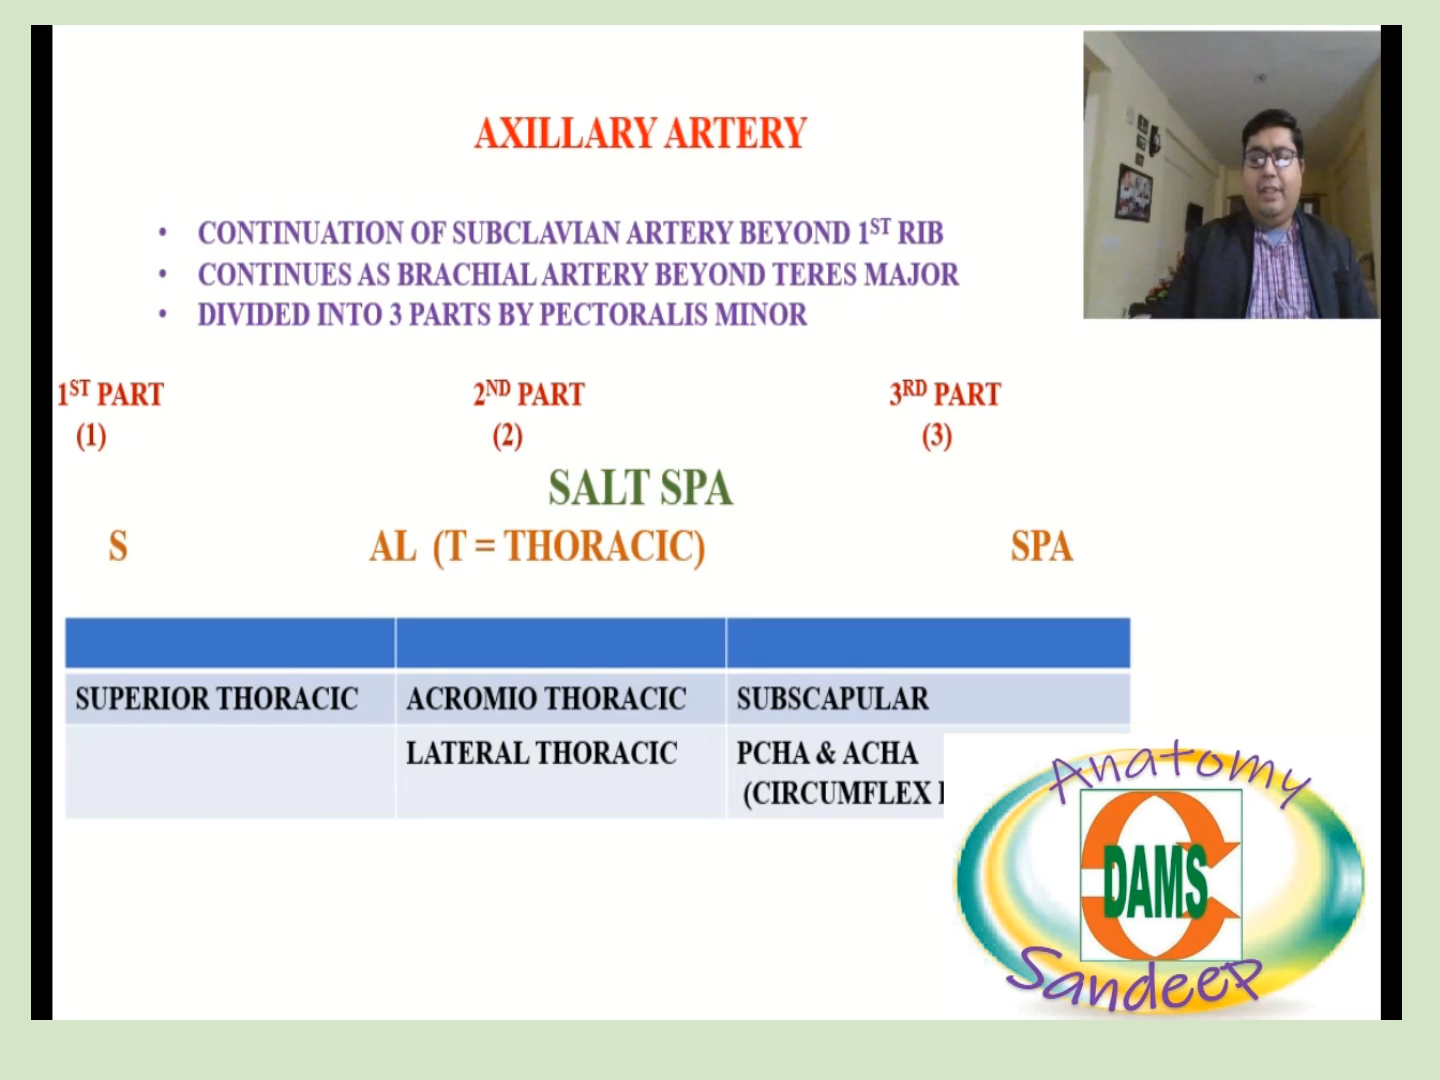 AXILLARY ARTERY
• CONTINUATION OF SUBCLAVIAN ARTERY BEYOND 1ST RIB
• CONTINUES AS BRACHIAL ARTERY BEYOND TERES MAJOR
• DIVIDED INTO 3 PARTS BY PECTORALIS MINOR
1ST PART 2ND PART 3RD PART
(1) (2) (3)
SALT SPA
S AL (T = THORACIC) SPA
SUPERIOR THORACIC ACROMIO THORACIC SUBSCAPULAR
LATERAL THORACIC PCHA & ACHA
(CIRCUMFLEX
Anatomy
DAMS
Sandeep